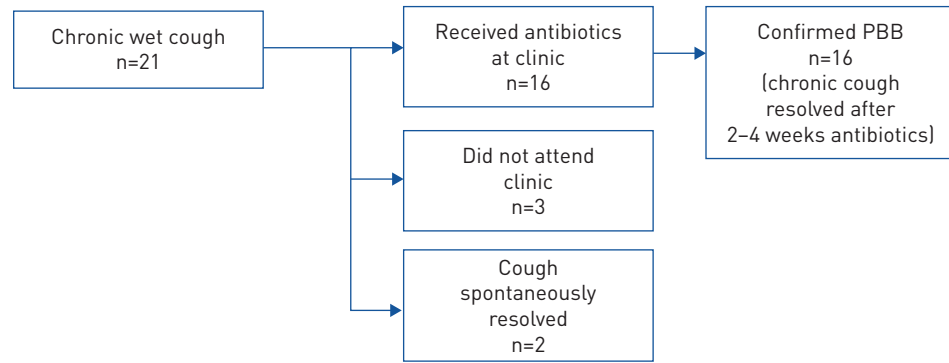 Chronic wet cough
n=21
Received antibiotics
at clinic
n=16
Confirmed PBB
n=16
(chronic cough
resolved after
2–4 weeks antibiotics)
Did not attend
clinic
n=3
Cough
spontaneously
resolved
n=2